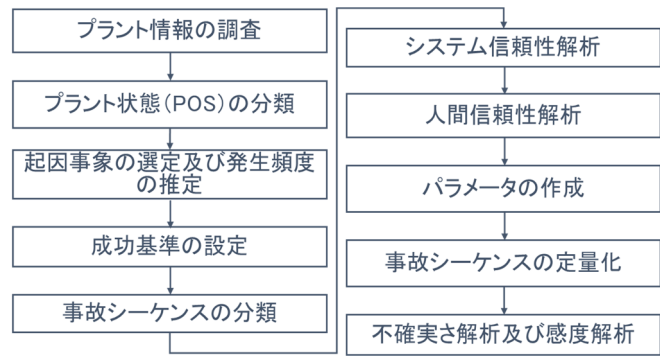 プラント情報の調査
プラント状態(POS)の分類
起因事象の選定及び発生頻度
の推定
成功基準の設定
事故シーケンスの分類
システム信頼性解析
人間信頼性解析
パラメータの作成
事故シーケンスの定量化
不確実さ解析及び感度解析